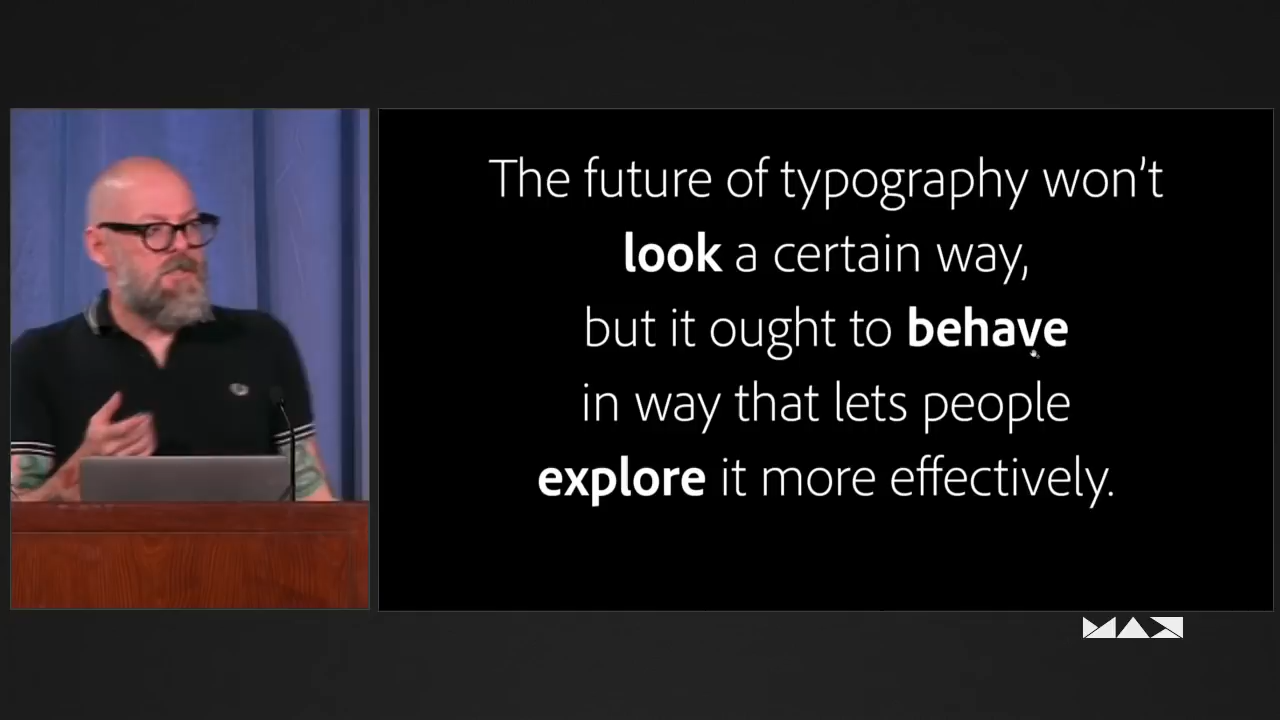 The future of typography won't
look a certain way,
but it ought to behave
in way that lets people
explore it more effectively.
MAX